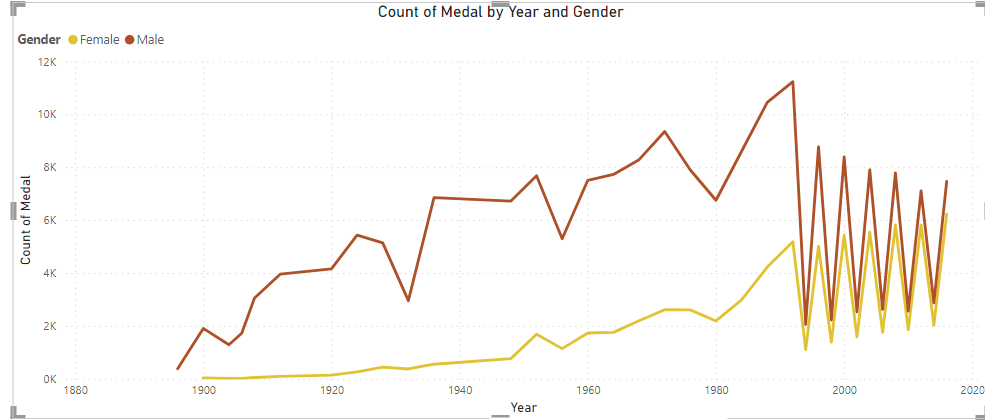 Count of Medal by Year and Gender
Gender Female Male
12K
10K
8K
6K
4K
2K
0K
Count of Medal
1880 1900 1920 1940 1960 1980 2000 2020
Year